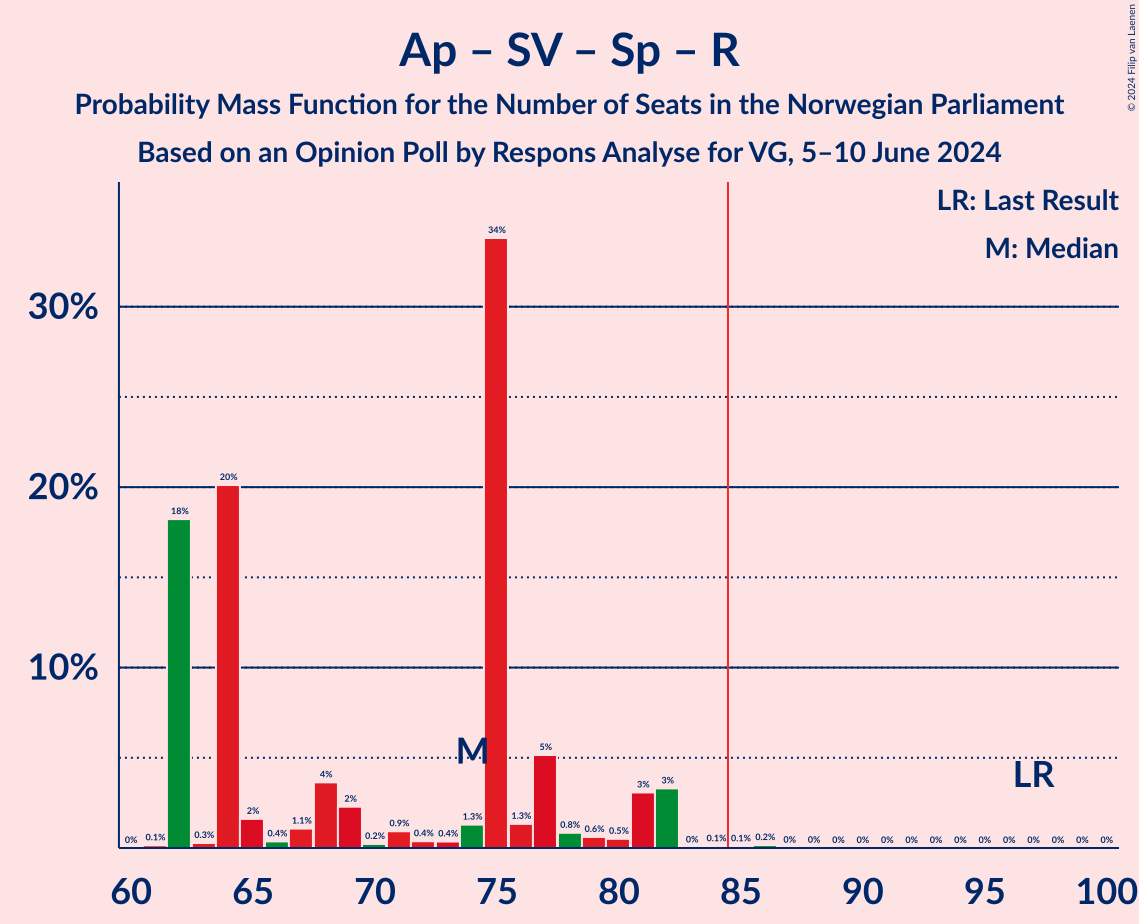 Ap – SV – Sp – R
Probability Mass Function for the Number of Seats in the Norwegian Parliament
Based on an Opinion Poll by Respons Analyse for VG, 5–10 June 2024
© 2024 Filip van Laenen
LR: Last Result
M: Median
30%
20%
10%
0% 0.1% 18% 0.3% 20% 2% 0.4% 1.1% 4% 2% 0.2% 0.9% 0.4% 0.4% 1.3% 34% 1.3% 5% 0.8% 0.6% 0.5% 3% 3% 0% 0.1% 0.1% 0.2% 0% 0% 0% 0% 0% 0% 0% 0% 0% 0% 0% 0% 0% 0%
M
LR
60 65 70 75 80 85 90 95 100